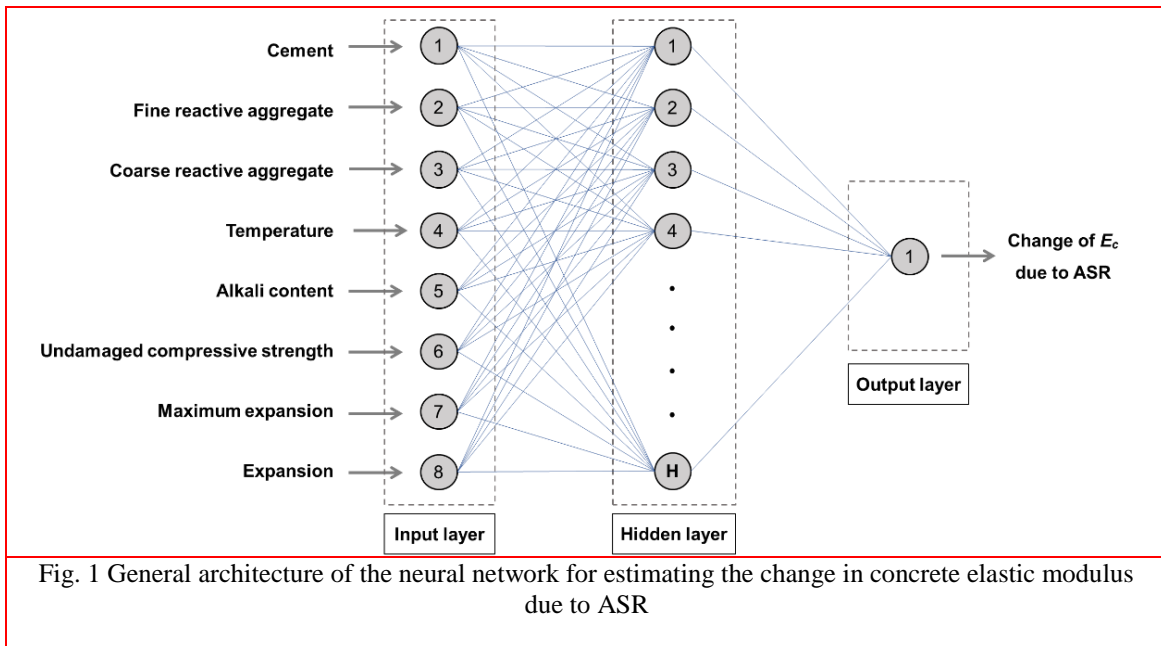 Cement
Fine reactive aggregate
Coarse reactive aggregate
Temperature
Alkali content
Undamaged compressive strength
Maximum expansion
Expansion
1
2
3
4
5
6
7
8
Input layer
1
2
3
4
H
Hidden layer
1
Output layer
Change of Ec
due to ASR
Fig. 1 General architecture of the neural network for estimating the change in concrete elastic modulus
due to ASR